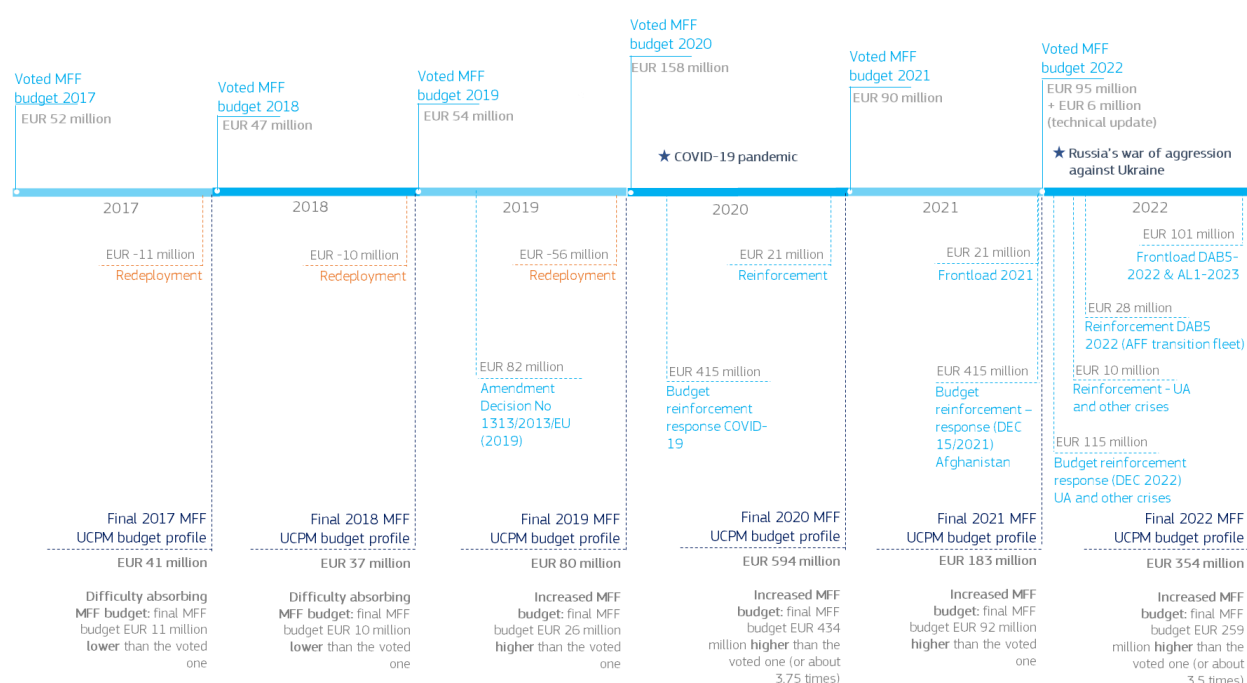 Voted MFF
budget 2017
EUR 52 million
Voted MFF
budget 2018
EUR 47 million
Voted MFF
budget 2019
EUR 54 million
Voted MFF
budget 2020
EUR 158 million
★ COVID-19 pandemic
Voted MFF
budget 2021
EUR 90 million
Voted MFF
budget 2022
EUR 95 million
+ EUR 6 million
(technical update)
★ Russia's war of aggression
against Ukraine
2017
2018
2019
2020
2021
2022
EUR -11 million
Redeployment
EUR -10 million
Redeployment
EUR -56 million
Redeployment
EUR 82 million
Amendment
Decision No
1313/2013/EU
(2019)
EUR 21 million
Reinforcement
EUR 415 million
Budget
reinforcement
response COVID-
19
EUR 21 million
Frontload 2021
EUR 415 million
Budget
reinforcement –
response (DEC
15/2021)
Afghanistan
EUR 101 million
Frontload DAB5-
2022 & AL1-2023
EUR 28 million
Reinforcement DAB5
2022 (AFF transition fleet)
EUR 10 million
Reinforcement - UA
and other crises
EUR 115 million
Budget reinforcement
response (DEC 2022)
UA and other crises
Final 2017 MFF
UCPM budget profile
EUR 41 million
Difficulty absorbing
MFF budget: final MFF
budget EUR 11 million
lower than the voted
one
Final 2018 MFF
UCPM budget profile
EUR 37 million
Difficulty absorbing
MFF budget: final MFF
budget EUR 10 million
lower than the voted
one
Final 2019 MFF
UCPM budget profile
EUR 80 million
Increased MFF
budget: final MFF
budget EUR 26 million
higher than the voted
one
Final 2020 MFF
UCPM budget profile
EUR 594 million
Increased MFF
budget: final MFF
budget EUR 434
million higher than the
voted one (or about
3.75 times)
Final 2021 MFF
UCPM budget profile
EUR 183 million
Increased MFF
budget: final MFF
budget EUR 92 million
higher than the voted
one
Final 2022 MFF
UCPM budget profile
EUR 354 million
Increased MFF
budget: final MFF
budget EUR 259
million higher than the
voted one (or about
3.5 times)